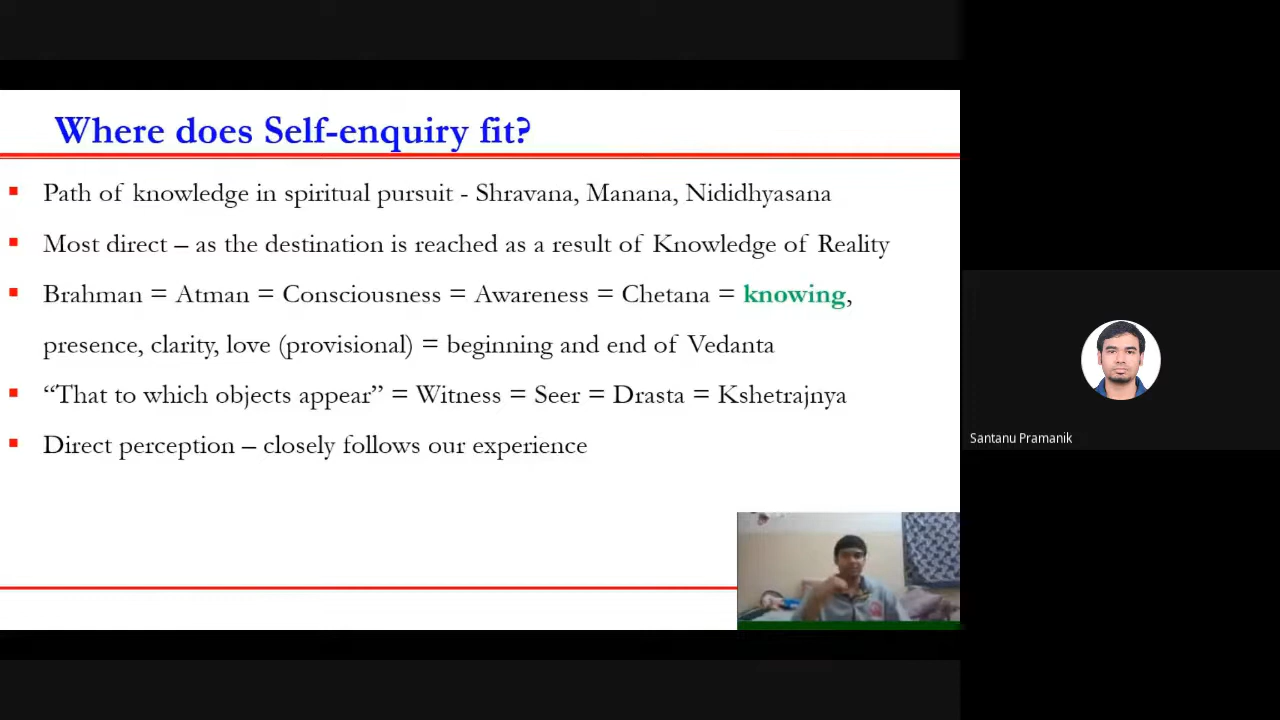 Where does Self-enquiry fit?
Path of knowledge in spiritual pursuit - Shravana, Manana, Nididhyasana
Most direct – as the destination is reached as a result of Knowledge of Reality
Brahman = Atman = Consciousness = Awareness = Chetana = knowing,
presence, clarity, love (provisional) = beginning and end of Vedanta
“That to which objects appear” = Witness = Seer = Drasta = Kshetrajnya
Direct perception – closely follows our experience
Santanu Pramanik